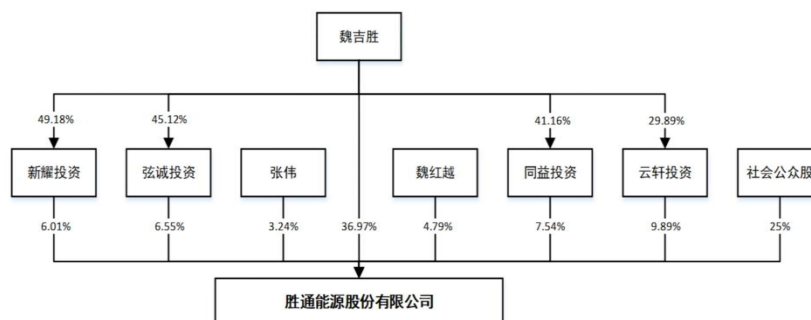 魏吉胜
49.18% 45.12% 41.16% 29.89%
新耀投资 弦诚投资 张伟 魏红越 同益投资 云轩投资 社会公众股
6.01% 6.55% 3.24% 36.97% 4.79% 7.54% 9.89% 25%
胜通能源股份有限公司